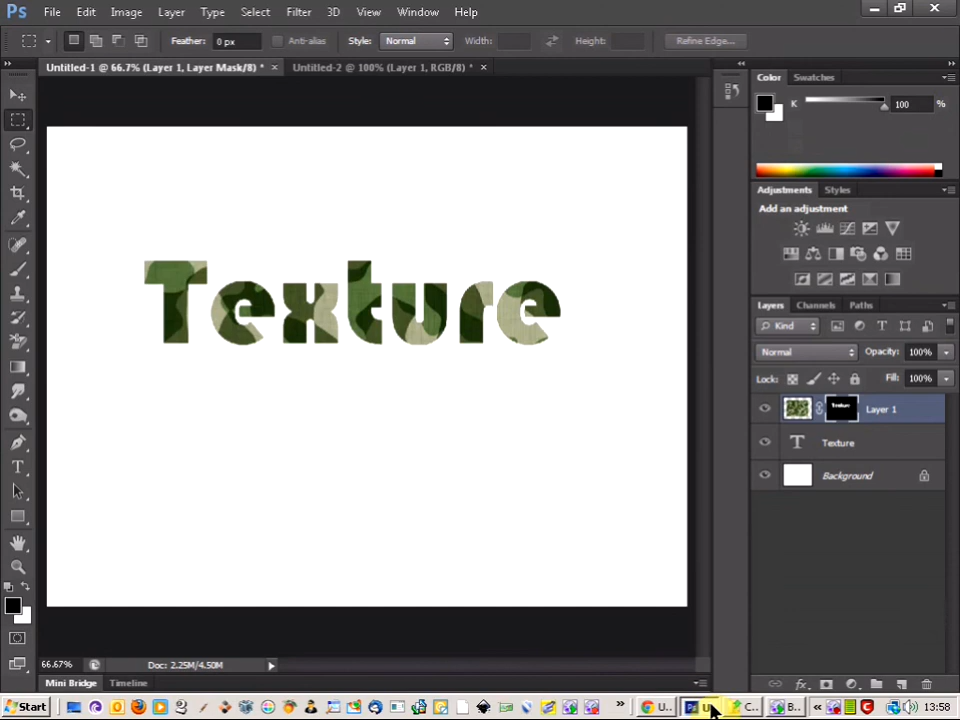 Ps File Edit Image Layer Type Select Filter 3D View Window Help
Feather: 0 px Anti-alias Style: Normal Width: Height: Refine Edge...
Untitled-1 @ 66.7% (Layer 1, Layer Mask/8) * × Untitled-2 @ 100% (Layer 1, RGB/8) * ×
Color Swatches
K 100 %
Adjustments Styles
Add an adjustment
Texture
Layers Channels Paths
Kind
Normal Opacity: 100%
Lock: Fill: 100%
Layer 1
T Texture
Background
66.67% Doc: 2.25M/4.50M
Mini Bridge Timeline
Start U... Ps U C... B... 13:58